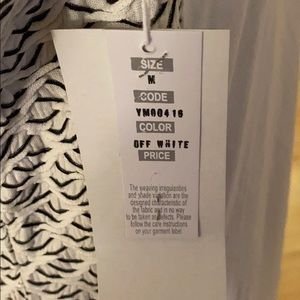 SIZE
M
CODE
YM00416
COLOR
OFF WHITE
PRICE
The weaving irregularities
and shade variation are the
designed characteristic of
the fabric and in no way
to be taken as defects. Please
follow the care instructions
on your garment label